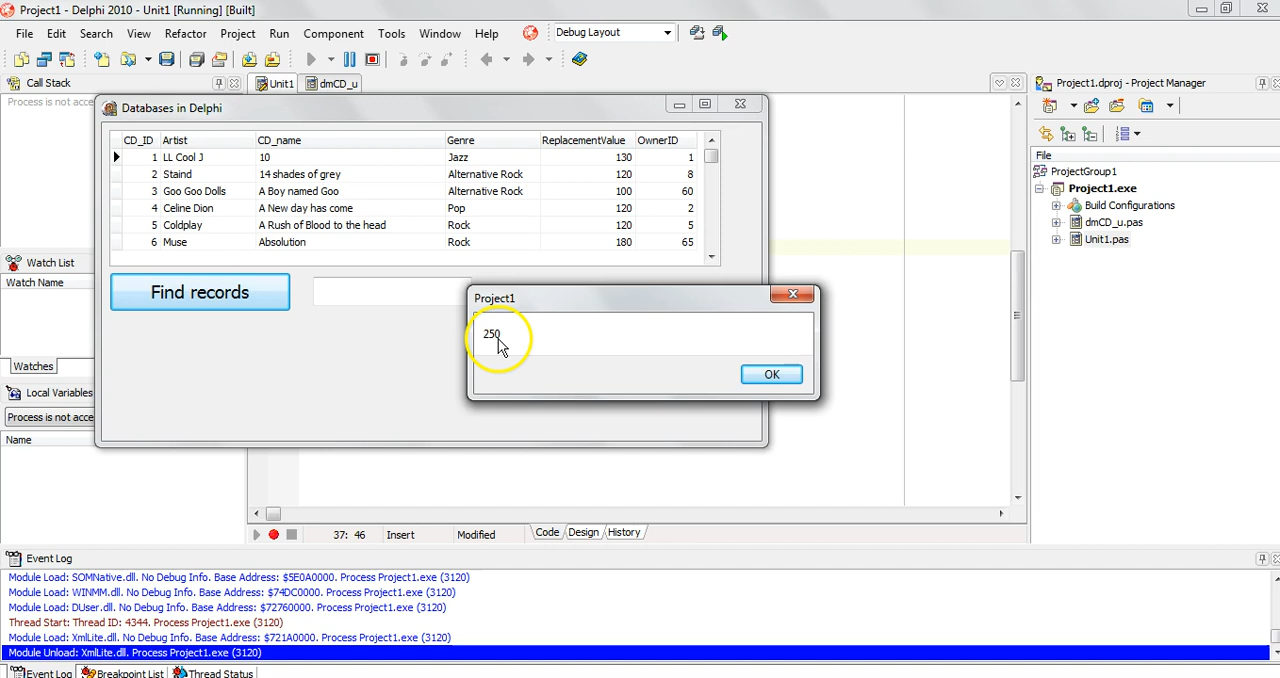 Project1 - Delphi 2010 - Unit1 [Running] [Built]
File Edit Search View Refactor Project Run Component Tools Window Help Debug Layout
Call Stack
Unit1 dmCD_u
Project1.dproj - Project Manager
Process is not acce
Databases in Delphi
CD_ID Artist CD_name Genre ReplacementValue OwnerID
1 LL Cool J 10 Jazz 130 1
2 Staind 14 shades of grey Alternative Rock 120 8
3 Goo Goo Dolls A Boy named Goo Alternative Rock 100 60
4 Celine Dion A New day has come Pop 120 2
5 Coldplay A Rush of Blood to the head Rock 120 5
6 Muse Absolution Rock 180 65
Find records
Project1
250
OK
File
ProjectGroup1
Project1.exe
Build Configurations
dmCD_u.pas
Unit1.pas
Watch List
Watch Name
Watches
Local Variables
Process is not acce
Name
37: 46 Insert Modified Code Design History
Event Log
Module Load: SOMNative.dll. No Debug Info. Base Address: $5E0A0000. Process Project1.exe (3120)
Module Load: WINMM.dll. No Debug Info. Base Address: $74DC0000. Process Project1.exe (3120)
Module Load: DUser.dll. No Debug Info. Base Address: $72760000. Process Project1.exe (3120)
Thread Start: Thread ID: 4344. Process Project1.exe (3120)
Module Load: XmlLite.dll. No Debug Info. Base Address: $721A0000. Process Project1.exe (3120)
Module Unload: XmlLite.dll. Process Project1.exe (3120)
Event Log Breakpoint List Thread Status